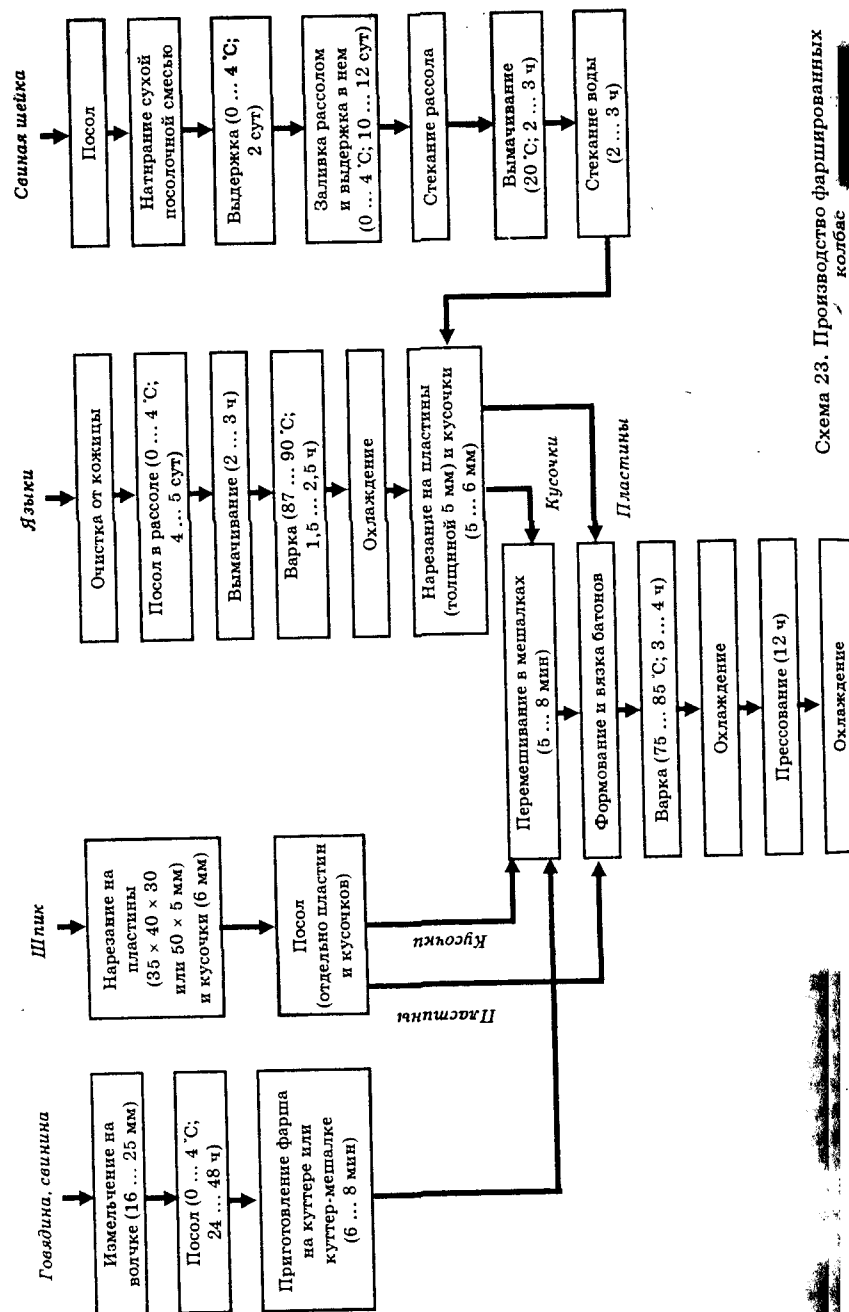 Говядина, свинина
Измельчение на
волчке (16 ... 25 мм)
Посол (0 ... 4 °С;
24 ... 48 ч)
Приготовление фарша
на куттере или
куттер-мешалке
(6 ... 8 мин)
Шпик
Нарезание на
пластины
(35 × 40 × 30
или 50 × 5 мм)
и кусочки (6 мм)
Посол
(отдельно пластин
и кусочков)
Кусочки
Пластины
Языки
Очистка от кожицы
Посол в рассоле (0 ... 4 °С;
4 ... 5 сут)
Вымачивание (2 ... 3 ч)
Варка (87 ... 90 °С;
1,5 ... 2,5 ч)
Охлаждение
Нарезание на пластины
(толщнной 5 мм) и кусочки
(5 ... 6 мм)
Кусочки
Пластины
Свиная шейка
Посол
Натирание сухой
посолочной смесью
Выдержка (0 ... 4 °С;
2 сут)
Заливка рассолом
и выдержка в нем
(0 ... 4 °С; 10 ... 12 сут)
Стекание рассола
Вымачивание
(20 °С; 2 ... 3 ч)
Стекание воды
(2 ... 3 ч)
Перемешивание в мешалках
(5 ... 8 мин)
Формование и вязка батонов
Варка (75 ... 85 °С; 3 ... 4 ч)
Охлаждение
Прессование (12 ч)
Охлаждение
Схема 23. Производство фаршированных
колбас